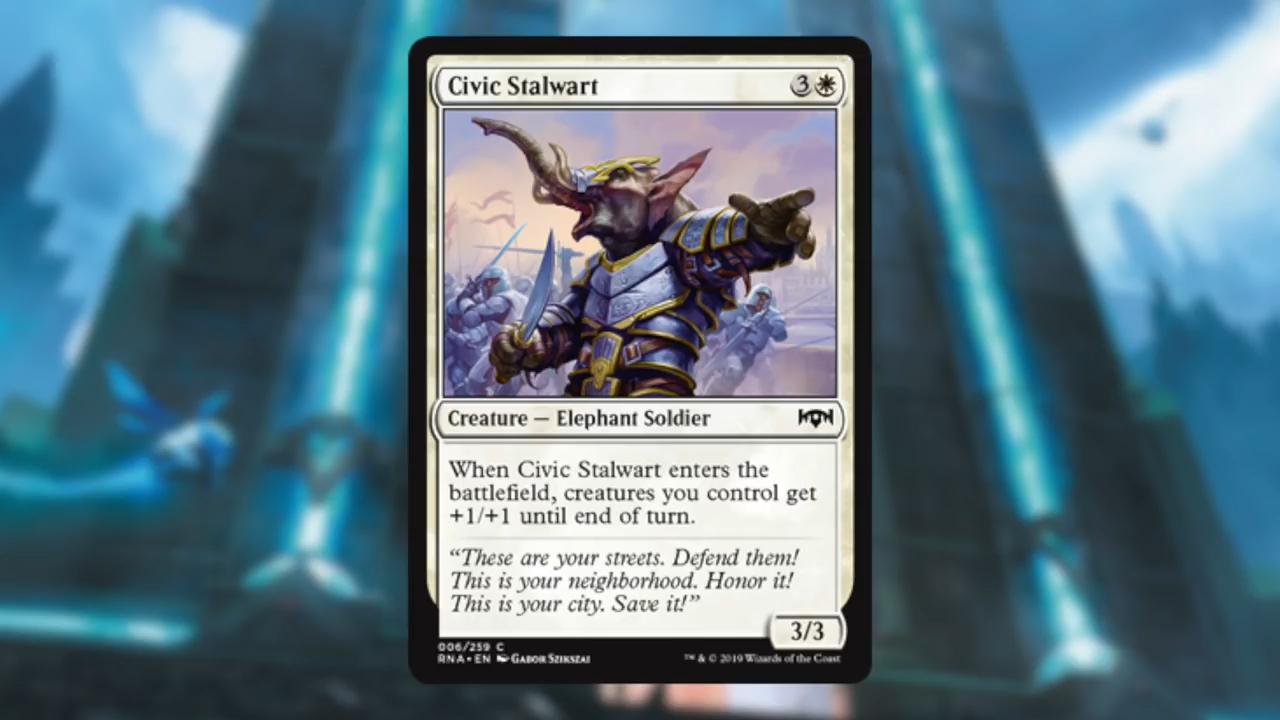 Civic Stalwart 3
Creature — Elephant Soldier
When Civic Stalwart enters the
battlefield, creatures you control get
+1/+1 until end of turn.
“These are your streets. Defend them!
This is your neighborhood. Honor it!
This is your city. Save it!”
3/3
006/259 C
RNA • EN Gabor Szikszai
™ & © 2019 Wizards of the Coast